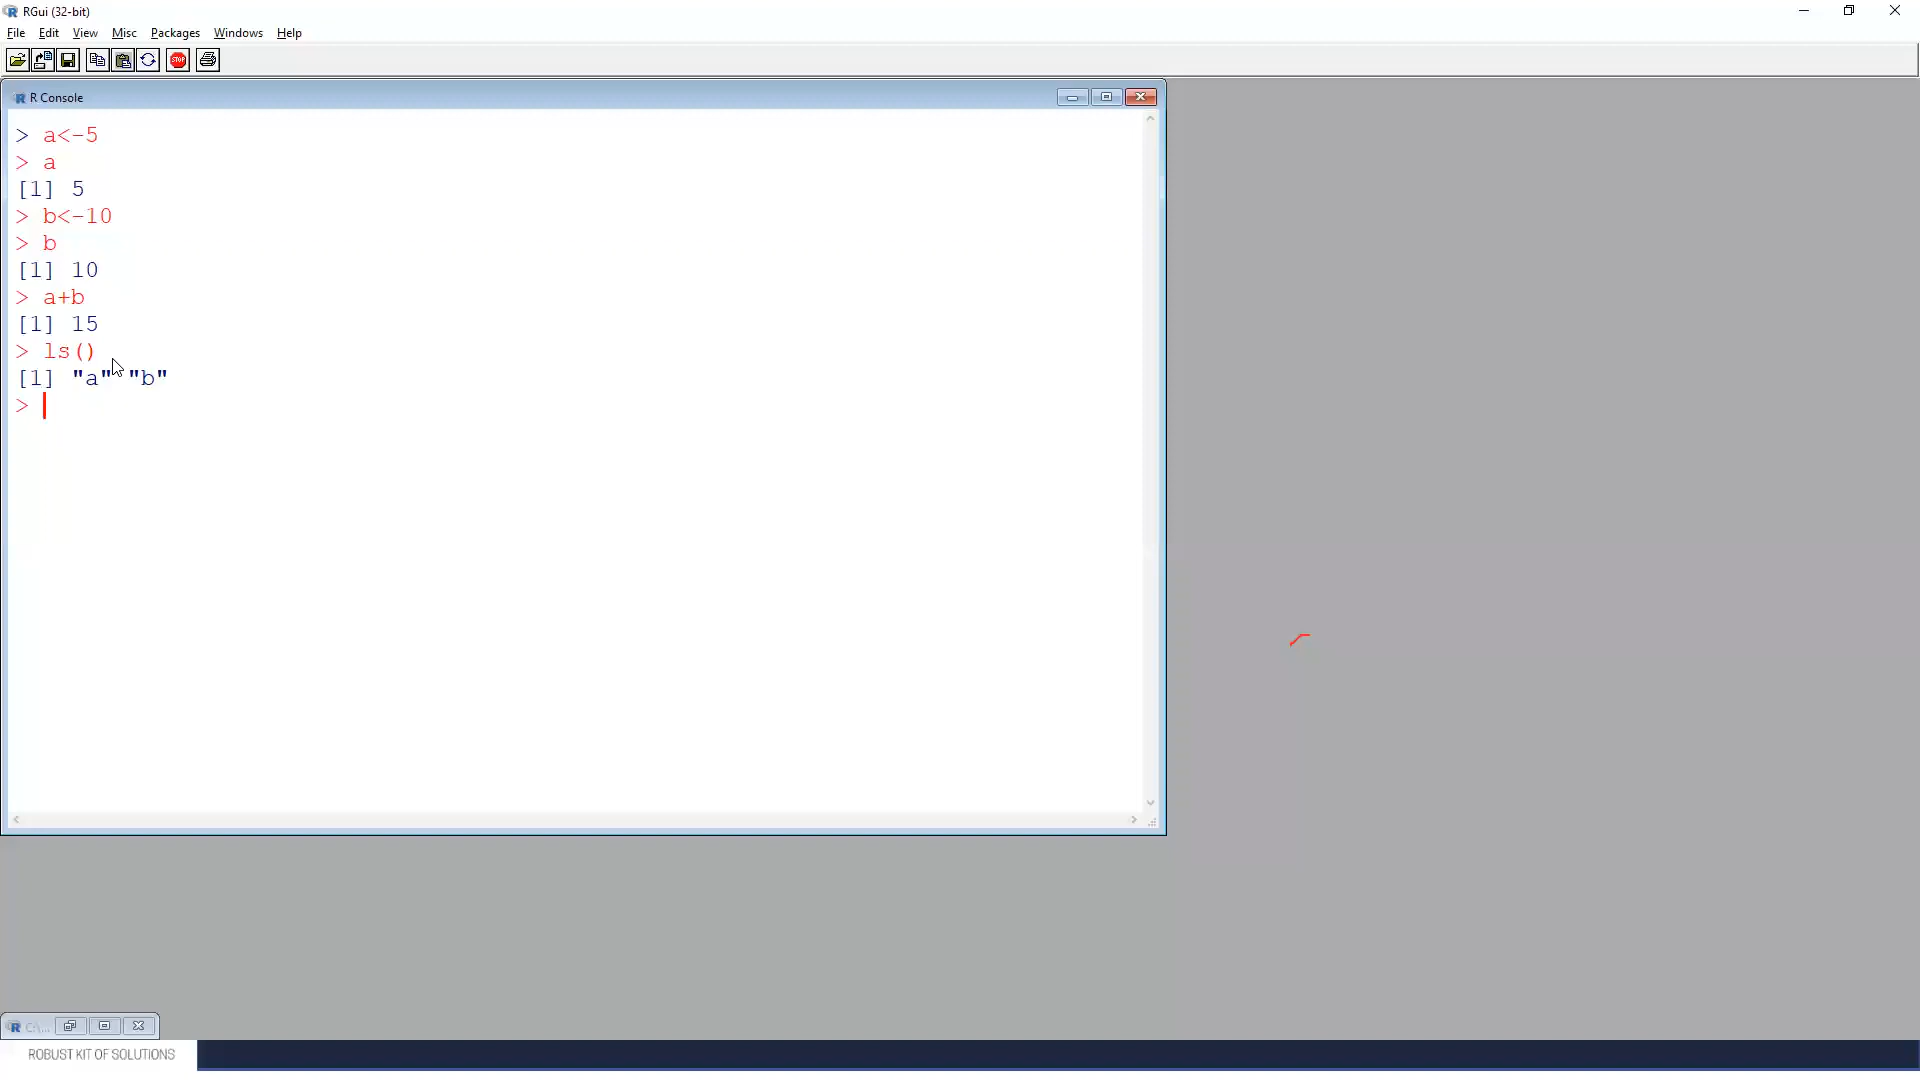 RGui (32-bit)
File Edit View Misc Packages Windows Help
STOP
R Console
> a<-5
> a
[1] 5
> b<-10
> b
[1] 10
> a+b
[1] 15
> ls()
[1] "a" "b"
>
C:\...
ROBUST KIT OF SOLUTIONS